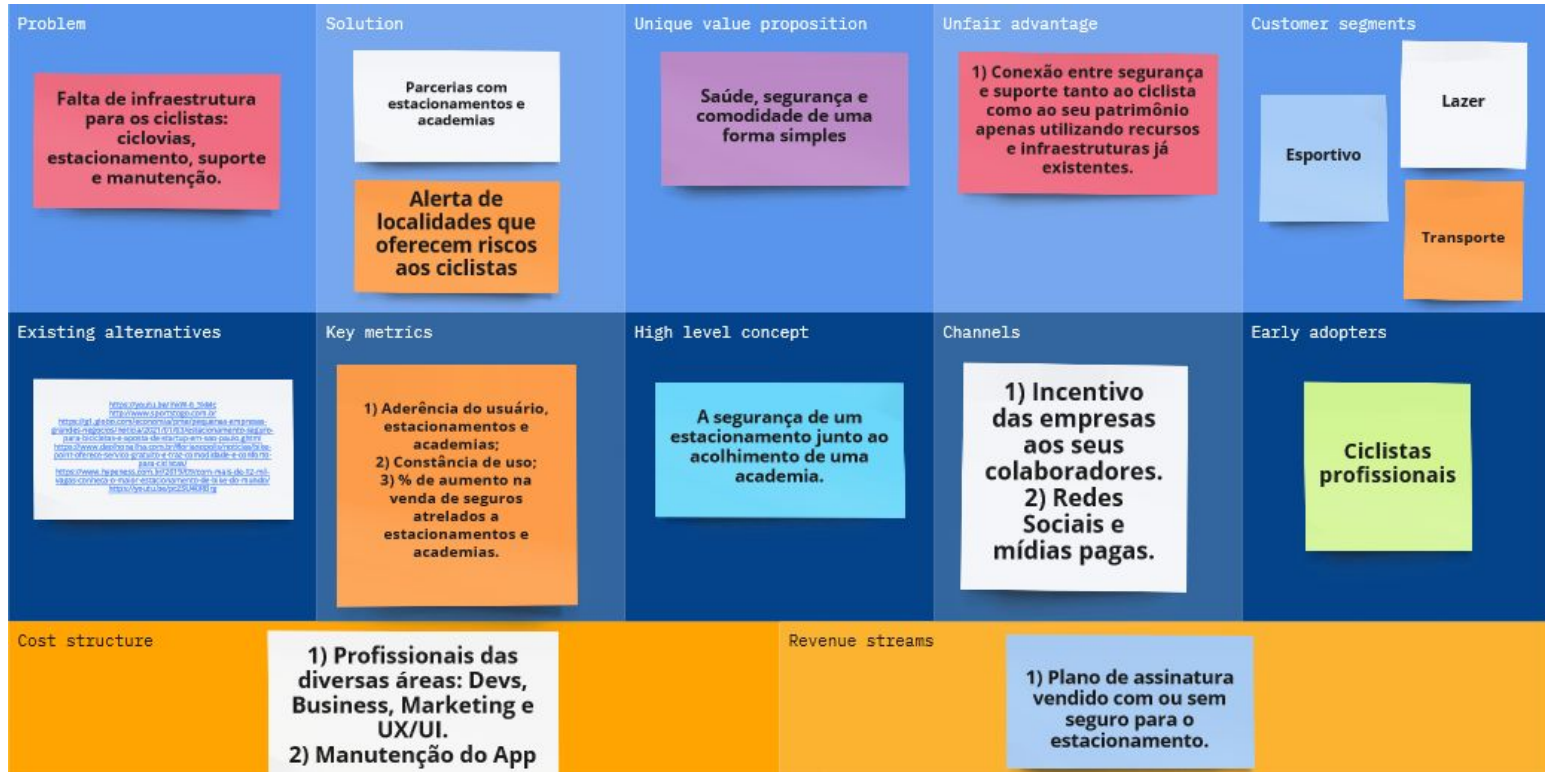 Problem
Falta de infraestrutura
para os ciclistas:
ciclovias,
estacionamento, suporte
e manutenção.
Solution
Parcerias com
estacionamentos e
academias
Alerta de
localidades que
oferecem riscos
aos ciclistas
Unique value proposition
Saúde, segurança e
comodidade de uma
forma simples
Unfair advantage
1) Conexão entre segurança
e suporte tanto ao ciclista
como ao seu patrimônio
apenas utilizando recursos
e infraestruturas já
existentes.
Customer segments
Esportivo
Lazer
Transporte
Existing alternatives
Key metrics
1) Aderência do usuário,
estacionamentos e
academias;
2) Constância de uso;
3) % de aumento na
venda de seguros
atrelados a
estacionamentos e
academias.
High level concept
A segurança de um
estacionamento junto ao
acolhimento de uma
academia.
Channels
1) Incentivo
das empresas
aos seus
colaboradores.
2) Redes
Sociais e
mídias pagas.
Early adopters
Ciclistas
profissionais
Cost structure
1) Profissionais das
diversas áreas: Devs,
Business, Marketing e
UX/UI.
2) Manutenção do App
Revenue streams
1) Plano de assinatura
vendido com ou sem
seguro para o
estacionamento.